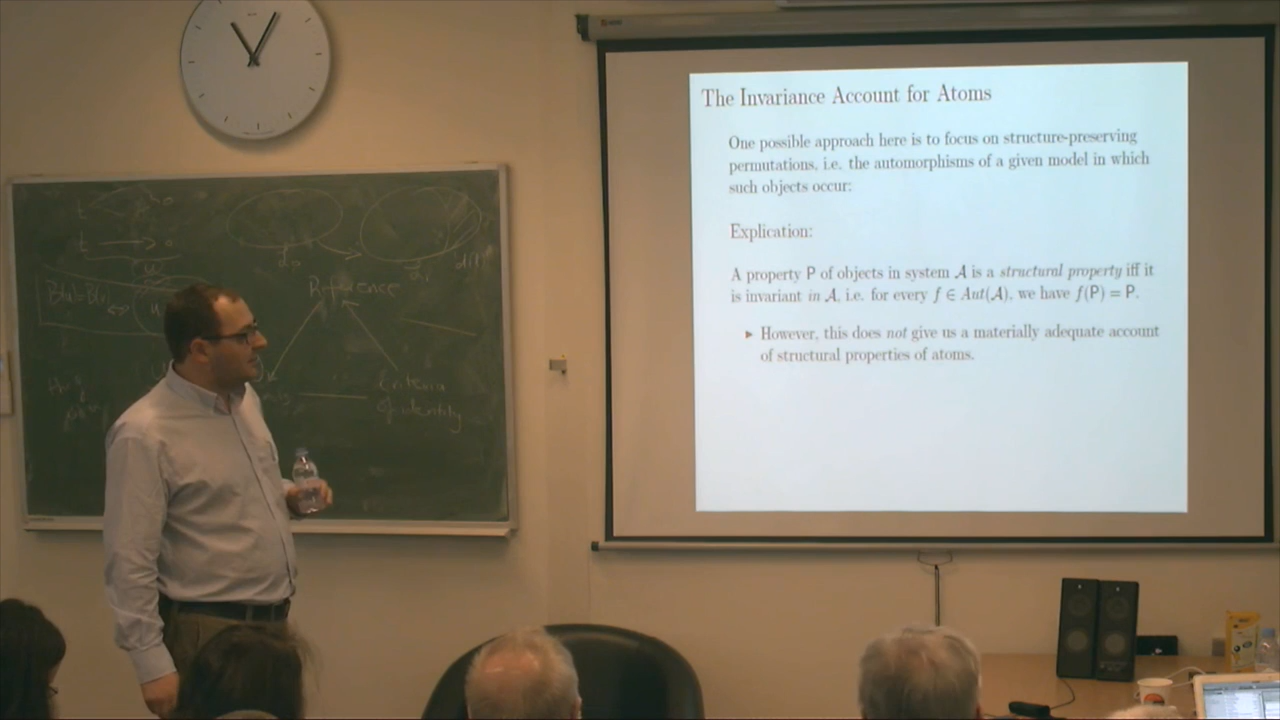 The Invariance Account for Atoms
One possible approach here is to focus on structure-preserving
permutations, i.e. the automorphisms of a given model in which
such objects occur:
Explication:
A property P of objects in system 𝒜 is a structural property iff it
is invariant in 𝒜, i.e. for every f ∈ Aut(𝒜), we have f(P) = P.
► However, this does not give us a materially adequate account
of structural properties of atoms.
Reference
Criteria
of identity